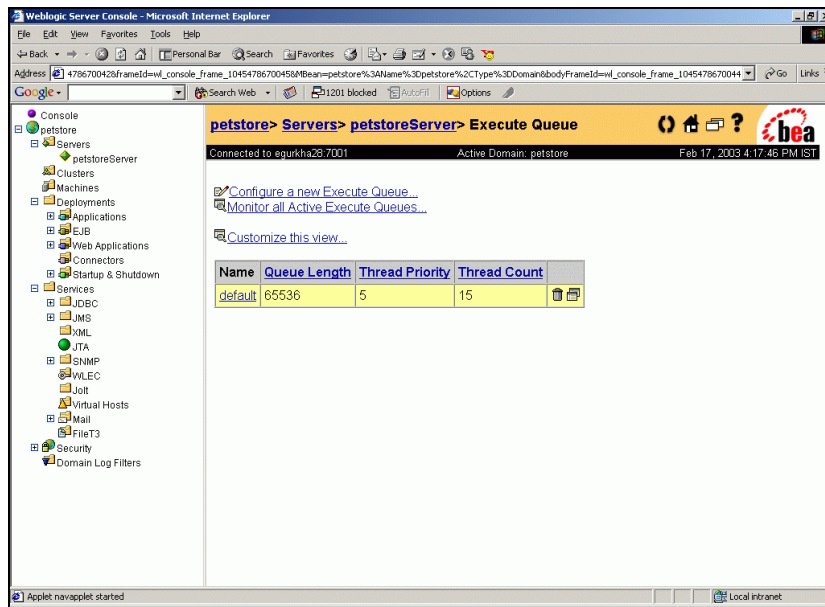 Weblogic Server Console - Microsoft Internet Explorer
File Edit View Favorites Tools Help
Back Personal Bar Search Favorites
Address 4786700428frameId=wl_console_frame_1045478670045&MBean=petstore%3AName%3Dpetstore%2CType%3DDomain&bodyFrameId=wl_console_frame_1045478670044 Go Links
Google Search Web 1201 blocked AutoFill Options
Console
petstore
Servers
petstoreServer
Clusters
Machines
Deployments
Applications
EJB
Web Applications
Connectors
Startup & Shutdown
Services
JDBC
JMS
XML
JTA
SNMP
WLEC
Jolt
Virtual Hosts
Mail
FileT3
Security
Domain Log Filters
petstore> Servers> petstoreServer> Execute Queue
bea
Connected to egurkha28:7001 Active Domain: petstore Feb 17, 2003 4:17:46 PM IST
Configure a new Execute Queue...
Monitor all Active Execute Queues...
Customize this view...
Name Queue Length Thread Priority Thread Count
default 65536 5 15
Applet navapplet started Local intranet